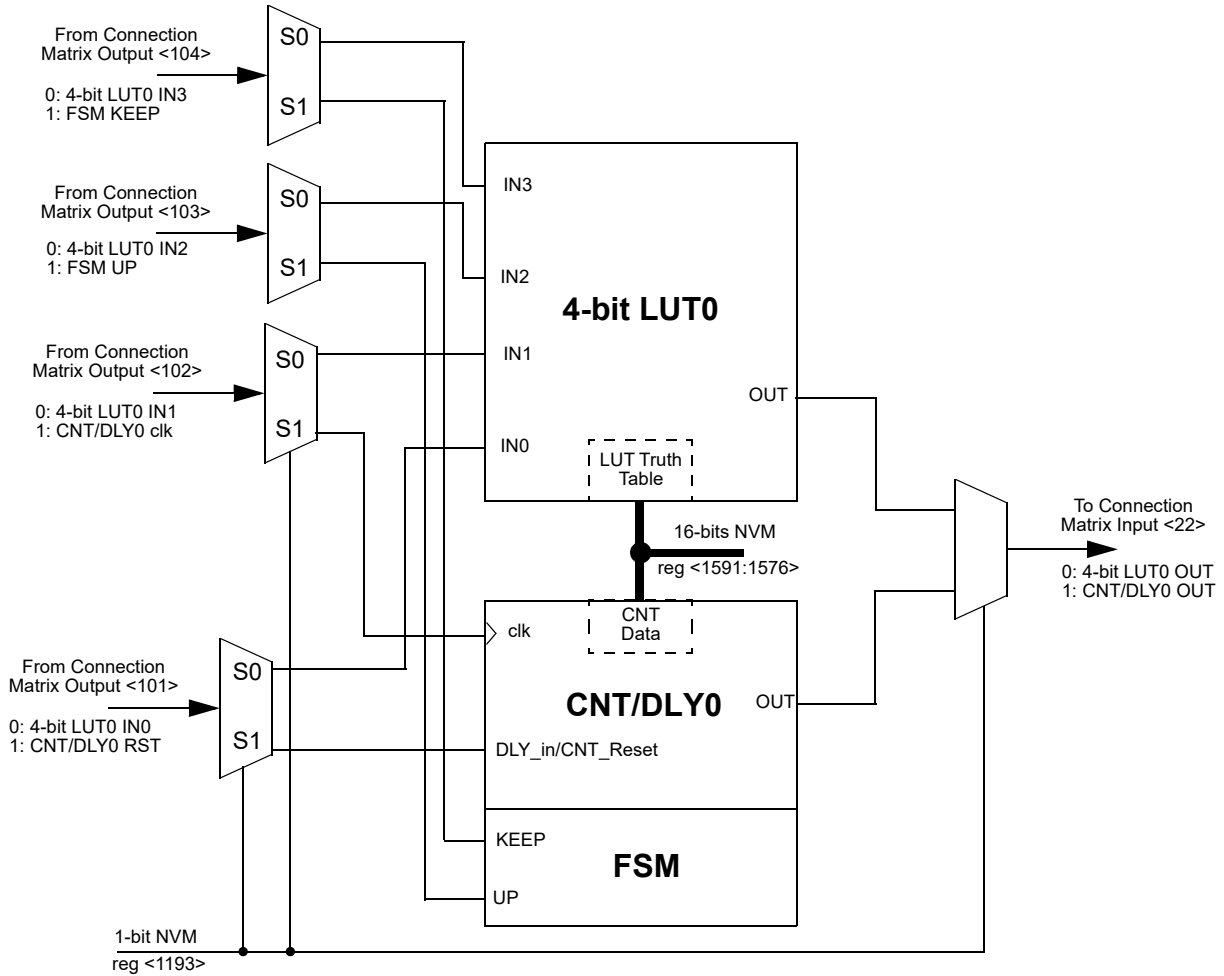 From Connection
Matrix Output <104>
0: 4-bit LUT0 IN3
1: FSM KEEP
S0
S1
From Connection
Matrix Output <103>
0: 4-bit LUT0 IN2
1: FSM UP
S0
S1
From Connection
Matrix Output <102>
0: 4-bit LUT0 IN1
1: CNT/DLY0 clk
S0
S1
From Connection
Matrix Output <101>
0: 4-bit LUT0 IN0
1: CNT/DLY0 RST
S0
S1
IN3
IN2
4-bit LUT0
IN1
OUT
IN0
LUT Truth
Table
16-bits NVM
reg <1591:1576>
CNT
Data
clk
CNT/DLY0
OUT
DLY_in/CNT_Reset
KEEP
FSM
UP
To Connection
Matrix Input <22>
0: 4-bit LUT0 OUT
1: CNT/DLY0 OUT
1-bit NVM
reg <1193>